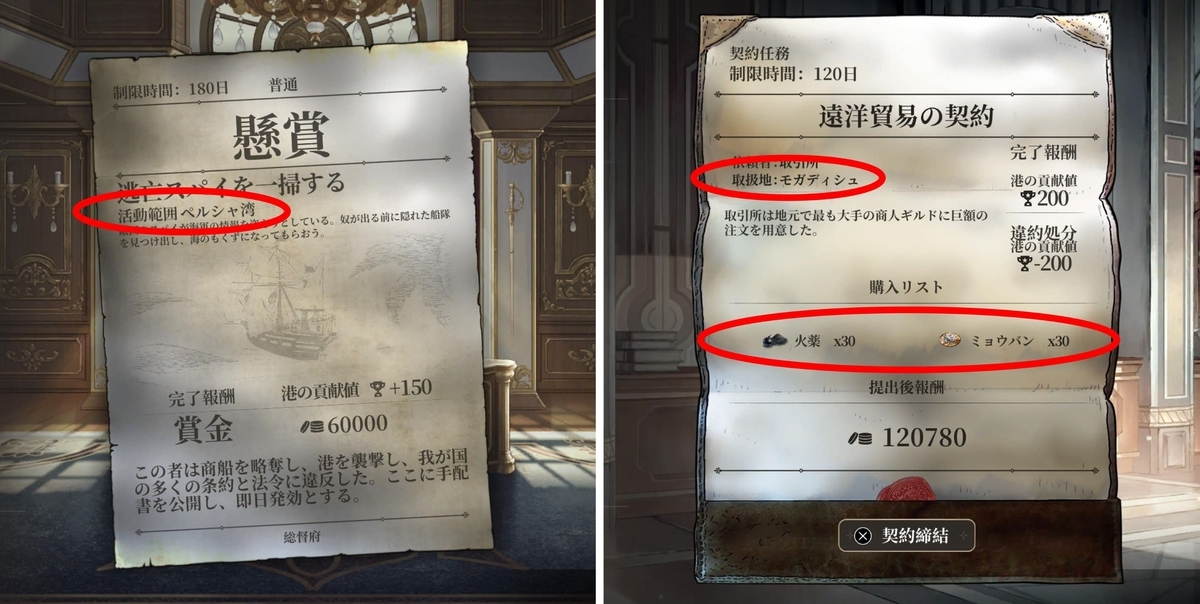 制限時間：180日 普通
懸賞
逃亡スパイを一掃する
活動範囲 ペルシャ湾
している。奴が出る前に隠れた船隊
を見つけ出し、海のもくずになってもらおう。
完了報酬 港の貢献値 +150
賞金 60000
この者は商船を略奪し、港を襲撃し、我が国
の多くの条約と法令に違反した。ここに手配
書を公開し、即日発効とする。
総督府
契約任務
制限時間：120日
遠洋貿易の契約
依頼者：取引所
取扱地：モガディシュ
完了報酬
港の貢献値
200
取引所は地元で最も大手の商人ギルドに巨額の
注文を用意した。
違約処分
港の貢献値
-200
購入リスト
火薬 x30 ミョウバン x30
提出後報酬
120780
契約締結